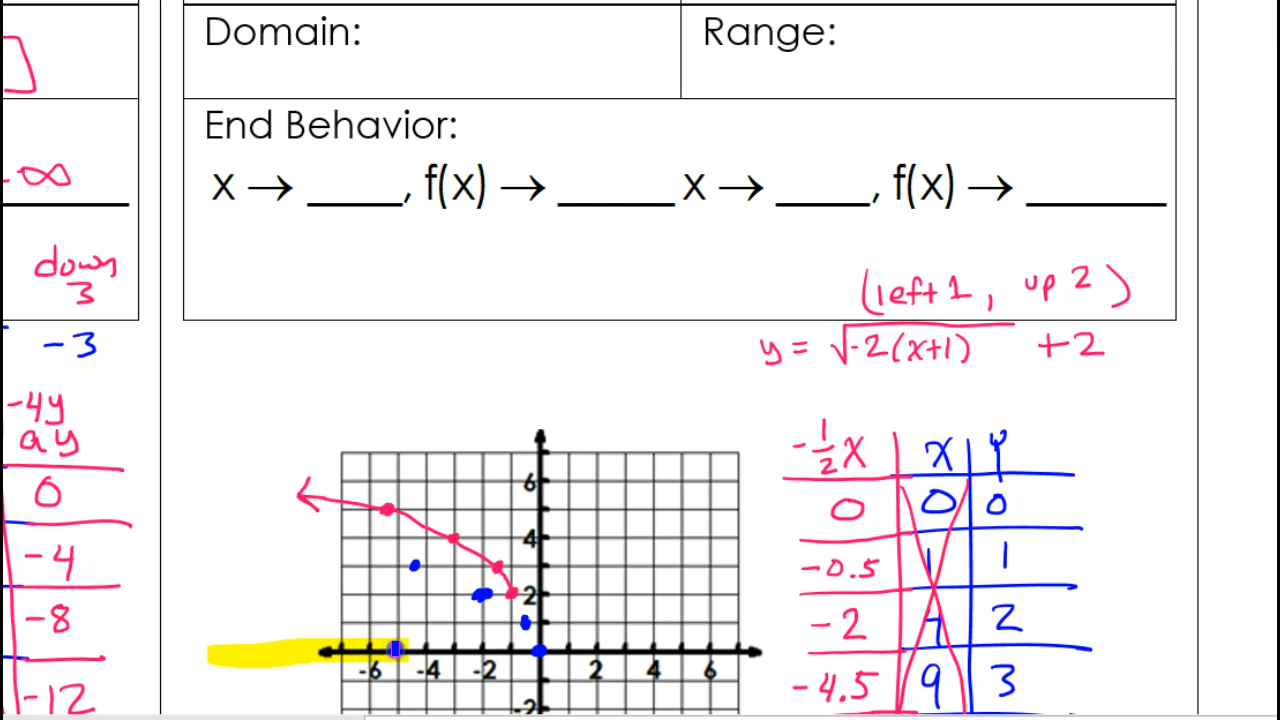 Domain: Range:
End Behavior:
x → ____, f(x) → _____ x → ____, f(x) → ______
-∞
down
3
(left 1, up 2)
-3
y = √-2(x+1) +2
-4y
ay
0
-4
-8
-12
6
4
2
-6 -4 -2 2 4 6
-2
-½x x y
0 0 0
-0.5 1 1
-2 4 2
-4.5 9 3